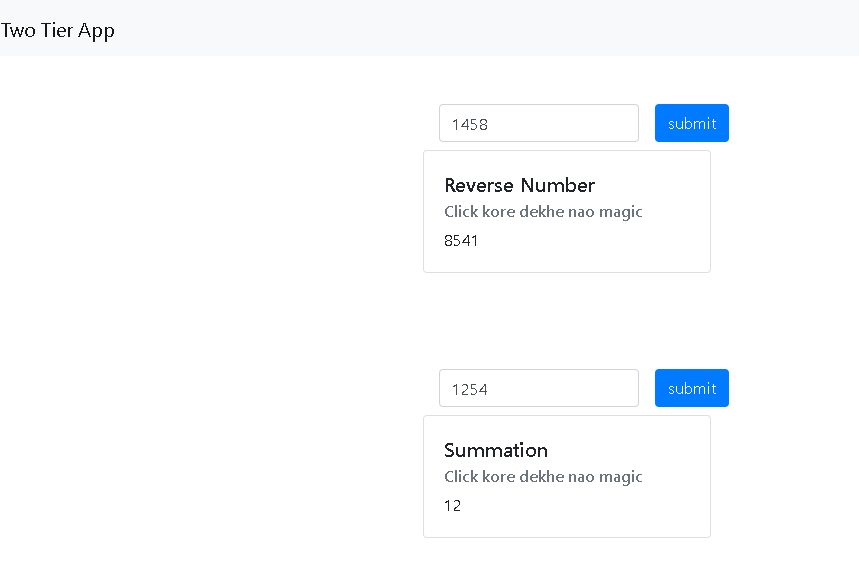 Two Tier App
1458
submit
Reverse Number
Click kore dekhe nao magic
8541
1254
submit
Summation
Click kore dekhe nao magic
12